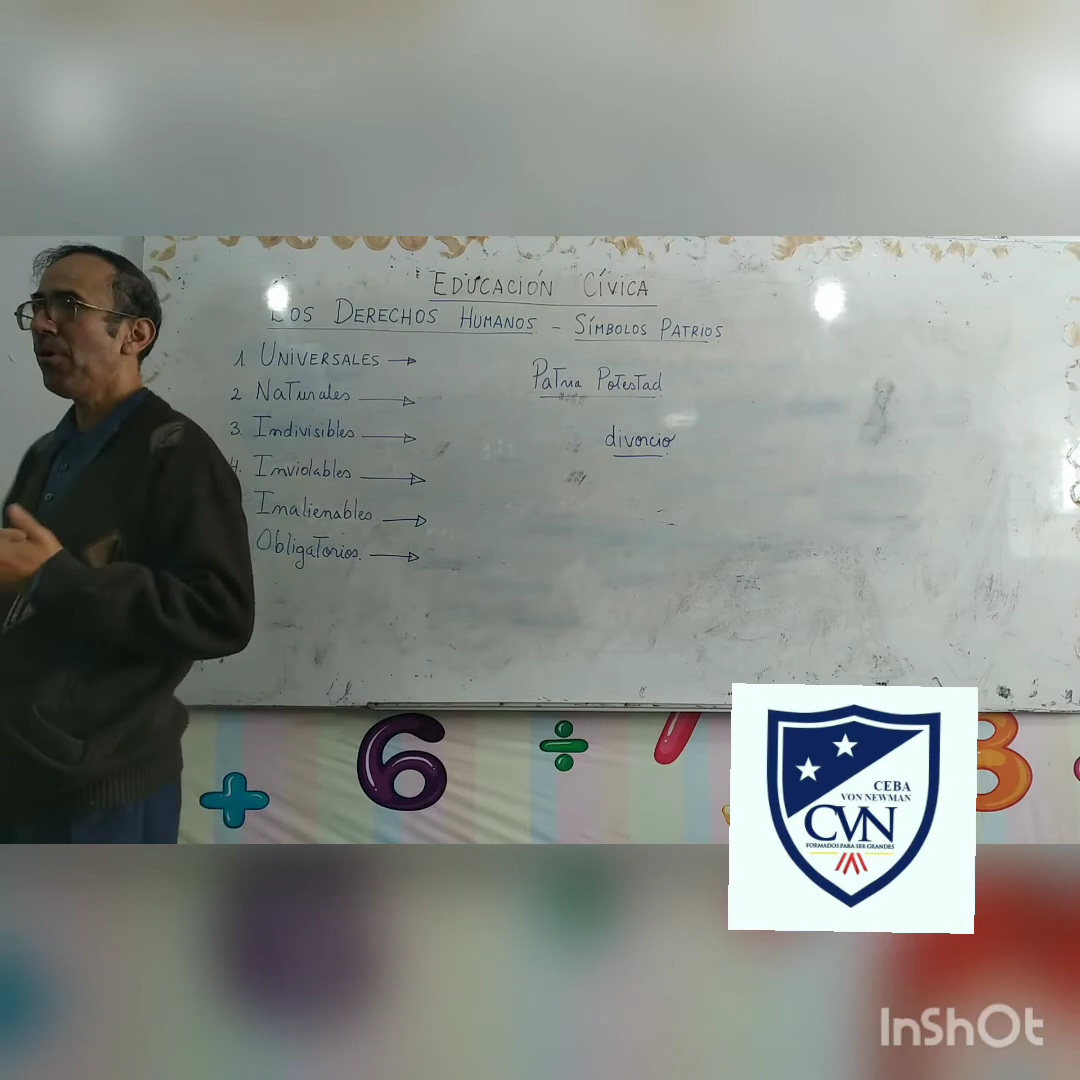 EDUCACIÓN CÍVICA
LOS DERECHOS HUMANOS - SÍMBOLOS PATRIOS
1 UNIVERSALES →
2 Naturales →
3. Indivisibles →
4. Inviolables →
Inalienables →
Obligatorios. →
Patria Potestad
divorcio
6
÷
+
CEBA
VON NEWMAN
CVN
FORMADOS PARA SER GRANDES
InShOt